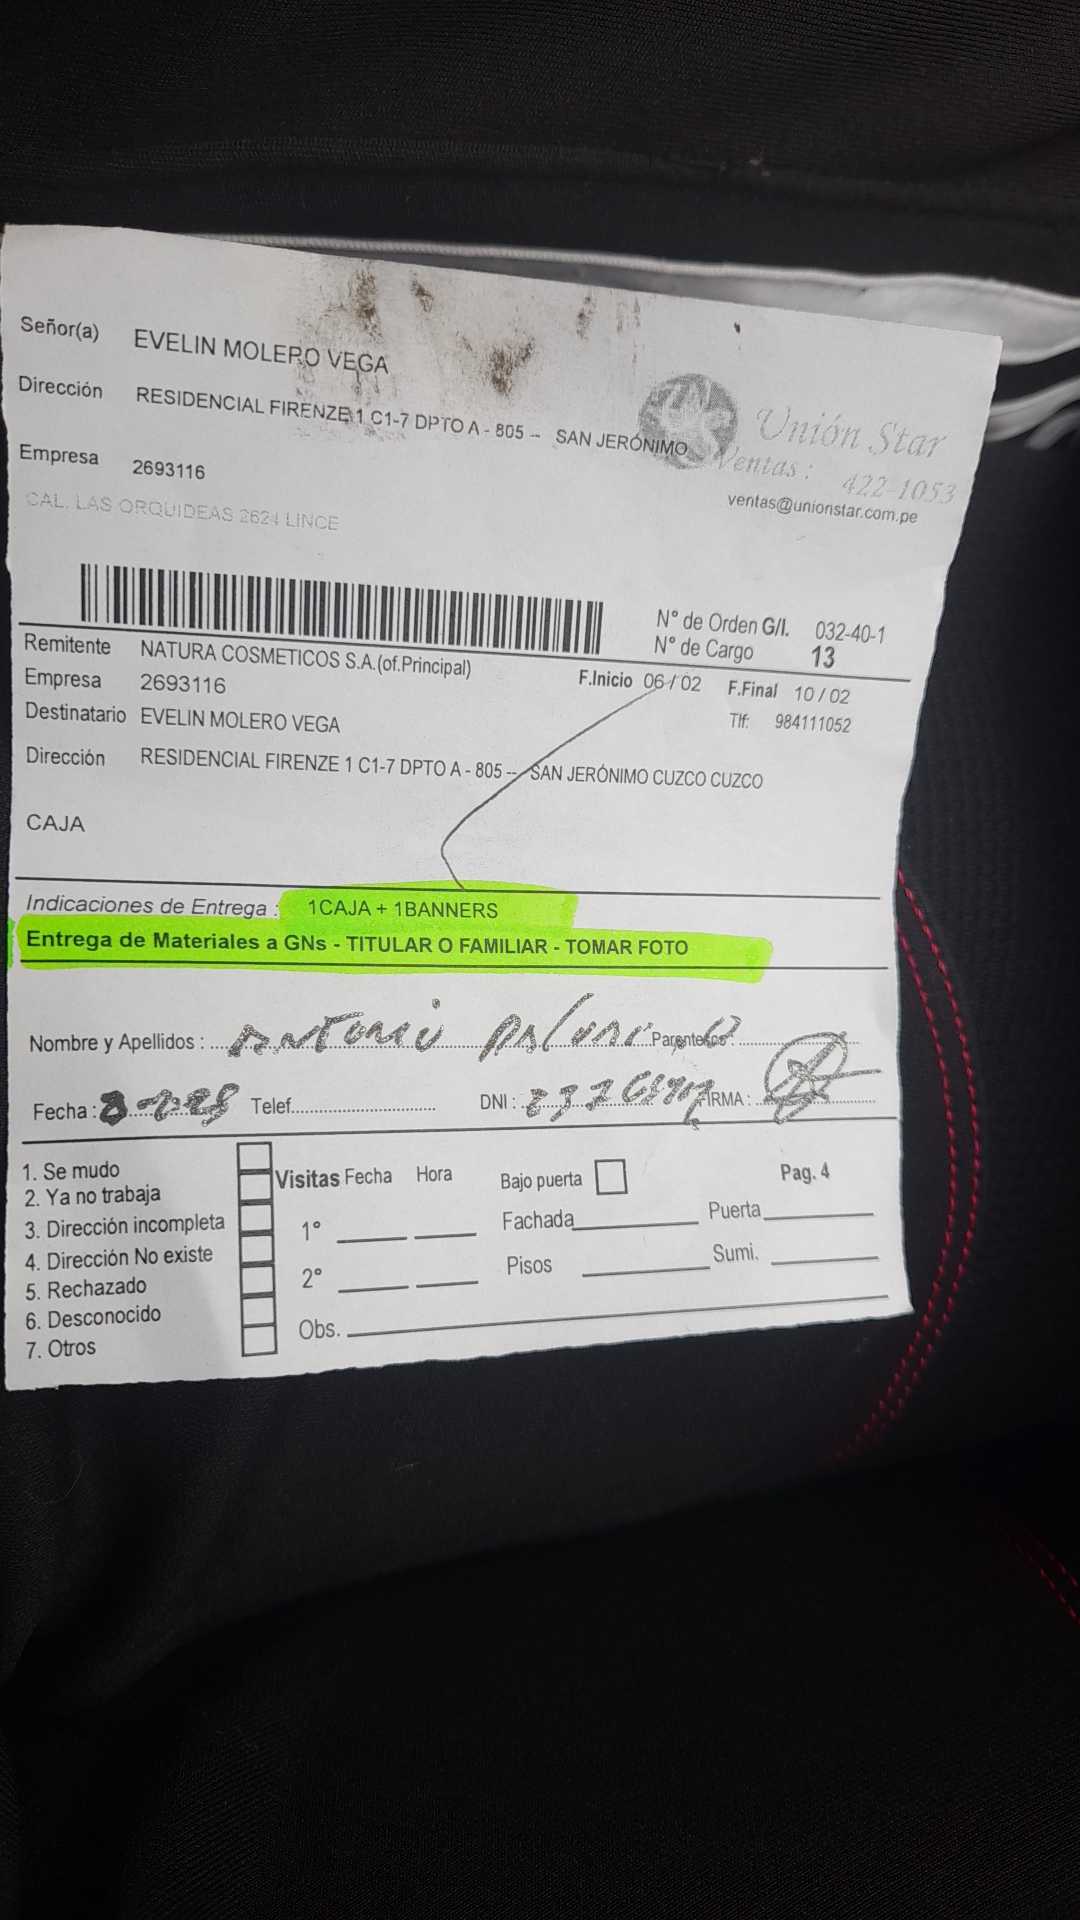 Señor(a) EVELIN MOLERO VEGA
Dirección RESIDENCIAL FIRENZE 1 C1-7 DPTO A - 805 -- SAN JERÓNIMO
Empresa 2693116
CAL. LAS ORQUIDEAS 2624 LINCE
Unión Star
Ventas : 422-1053
ventas@unionstar.com.pe
N° de Orden G/I. 032-40-1
N° de Cargo 13
Remitente NATURA COSMETICOS S.A.(of.Principal)
Empresa 2693116
F.Inicio 06 / 02 F.Final 10 / 02
Destinatario EVELIN MOLERO VEGA
Tlf: 984111052
Dirección RESIDENCIAL FIRENZE 1 C1-7 DPTO A - 805 -- SAN JERÓNIMO CUZCO CUZCO
CAJA
Indicaciones de Entrega : 1CAJA + 1BANNERS
Entrega de Materiales a GNs - TITULAR O FAMILIAR - TOMAR FOTO
Nombre y Apellidos : ANTONIO Parentesco :
Fecha : Telef. DNI : FIRMA :
1. Se mudo
2. Ya no trabaja
3. Dirección incompleta
4. Dirección No existe
5. Rechazado
6. Desconocido
7. Otros
Visitas Fecha Hora
1°
2°
Obs.
Bajo puerta
Fachada
Pisos
Pag. 4
Puerta
Sumi.